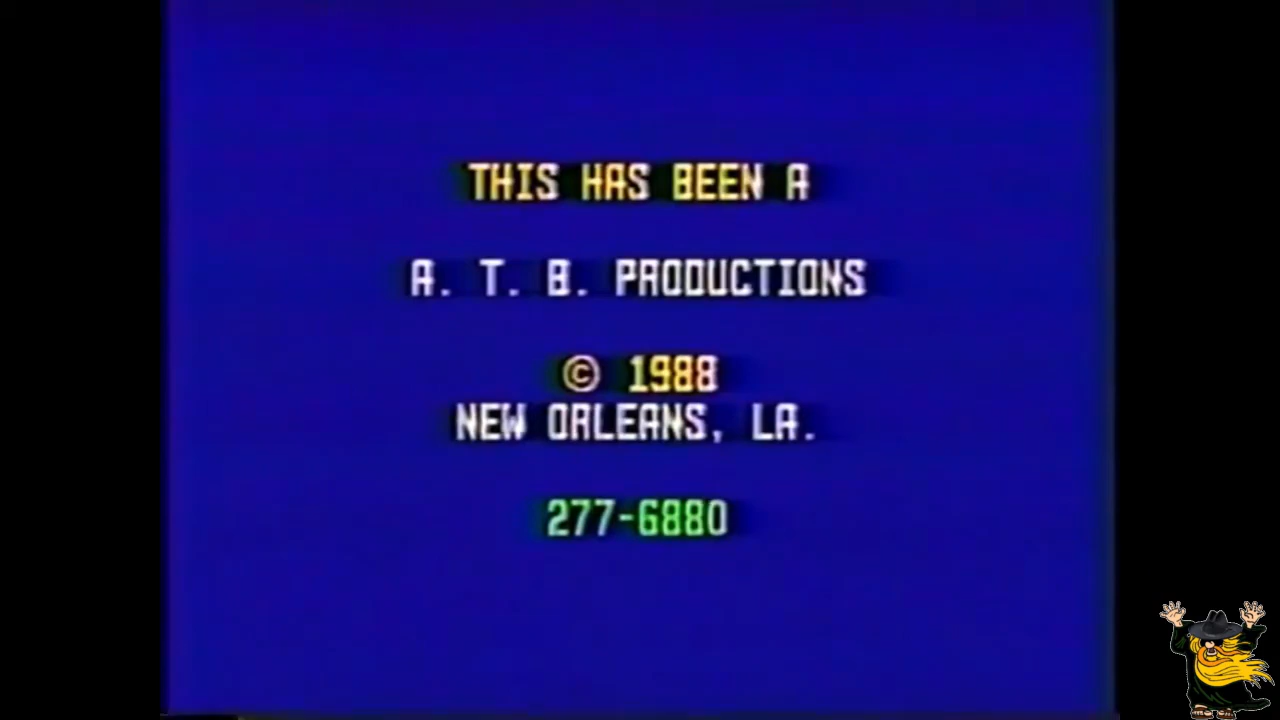 THIS HAS BEEN A
A. T. B. PRODUCTIONS
© 1988
NEW ORLEANS, LA.
277-6880